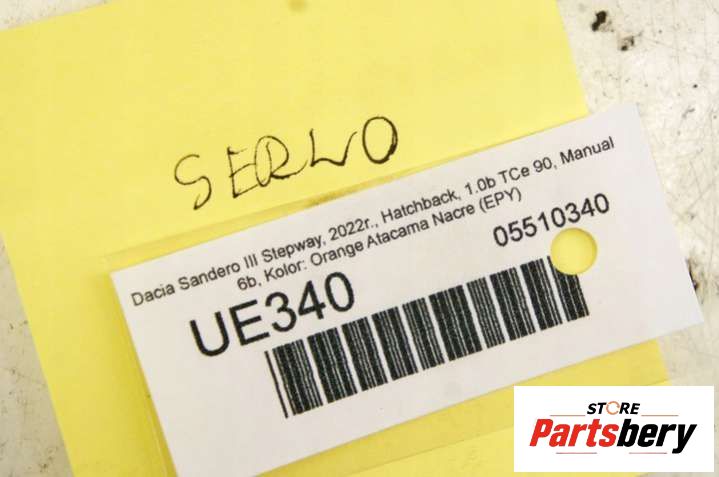 SERWO
Dacia Sandero III Stepway, 2022r., Hatchback, 1.0b TCe 90, Manual
6b, Kolor: Orange Atacama Nacre (EPY)
UE340
05510340
STORE
Partsbery